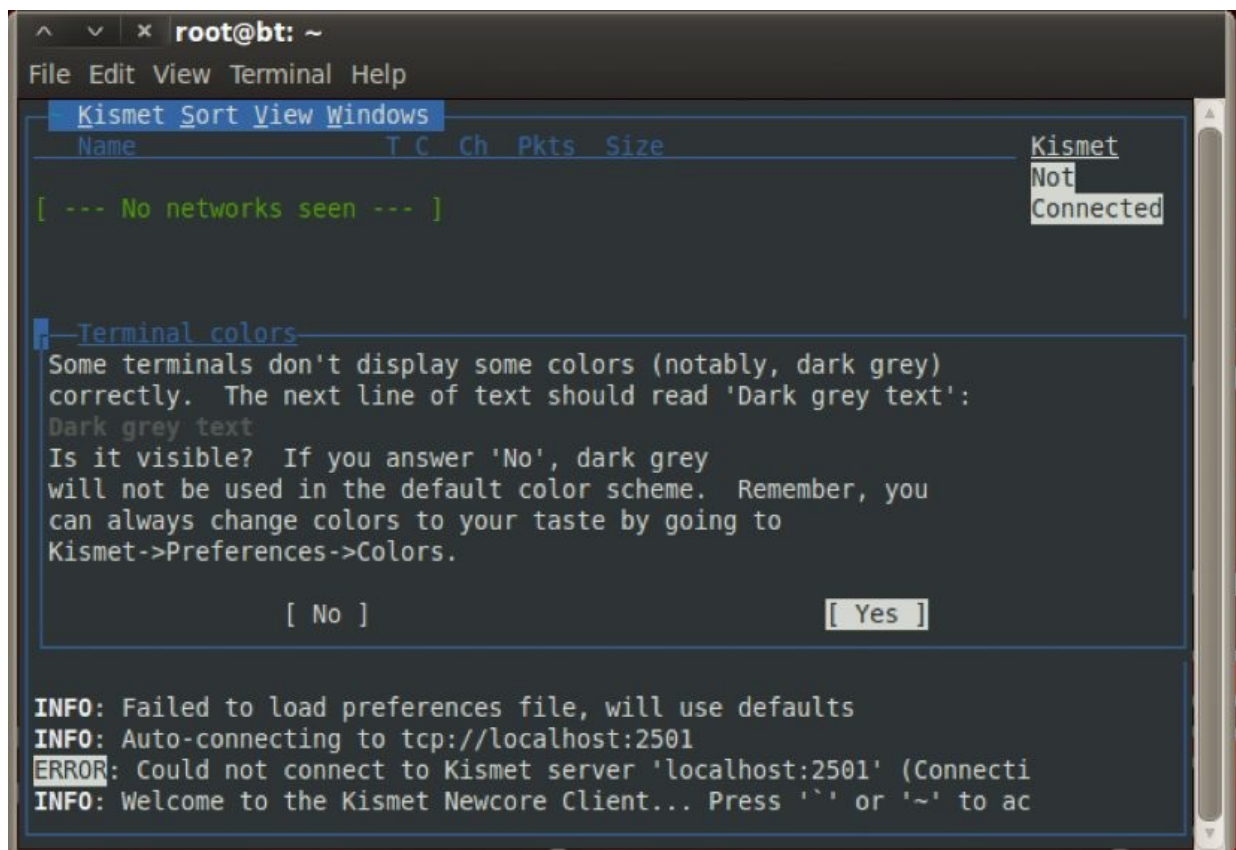 root@bt: ~
File Edit View Terminal Help
~ Kismet Sort View Windows
Name T C Ch Pkts Size
Kismet
Not
Connected
[ --- No networks seen --- ]
Terminal colors
Some terminals don't display some colors (notably, dark grey)
correctly. The next line of text should read 'Dark grey text':
Dark grey text
Is it visible? If you answer 'No', dark grey
will not be used in the default color scheme. Remember, you
can always change colors to your taste by going to
Kismet->Preferences->Colors.
[ No ] [ Yes ]
INFO: Failed to load preferences file, will use defaults
INFO: Auto-connecting to tcp://localhost:2501
ERROR: Could not connect to Kismet server 'localhost:2501' (Connecti
INFO: Welcome to the Kismet Newcore Client... Press '`' or '~' to ac